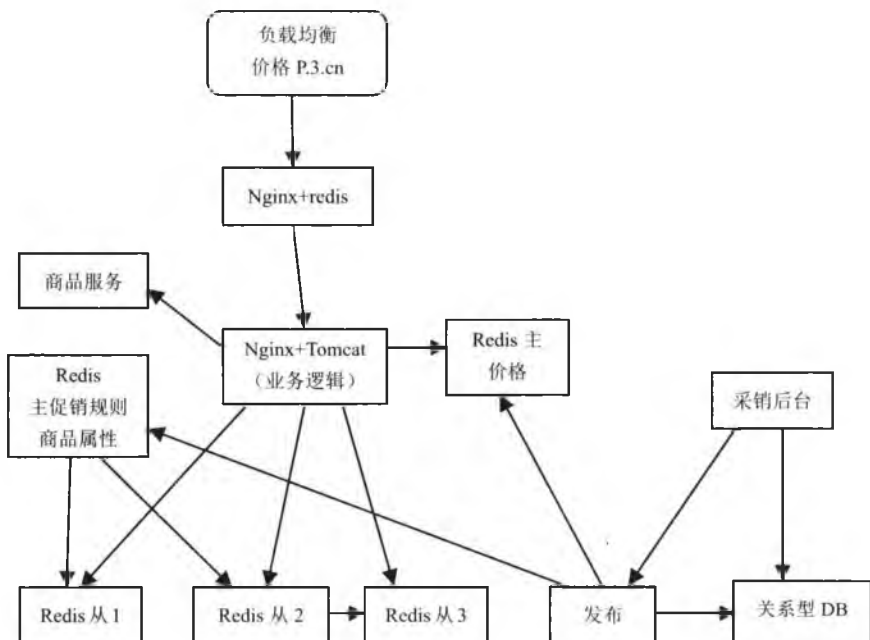 负载均衡
价格 P.3.cn
Nginx+redis
商品服务
Nginx+Tomcat
（业务逻辑）
Redis 主
价格
Redis
主促销规则
商品属性
采销后台
Redis 从 1
Redis 从 2
Redis 从 3
发布
关系型 DB